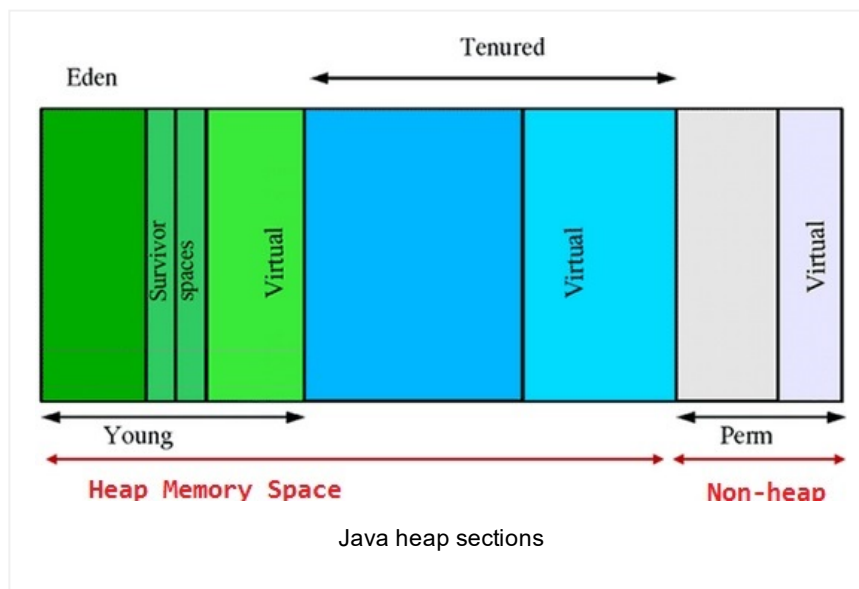 Tenured
Eden
Survivor
spaces
Virtual
Virtual
Virtual
Young
Perm
Heap Memory Space
Non-heap
Java heap sections